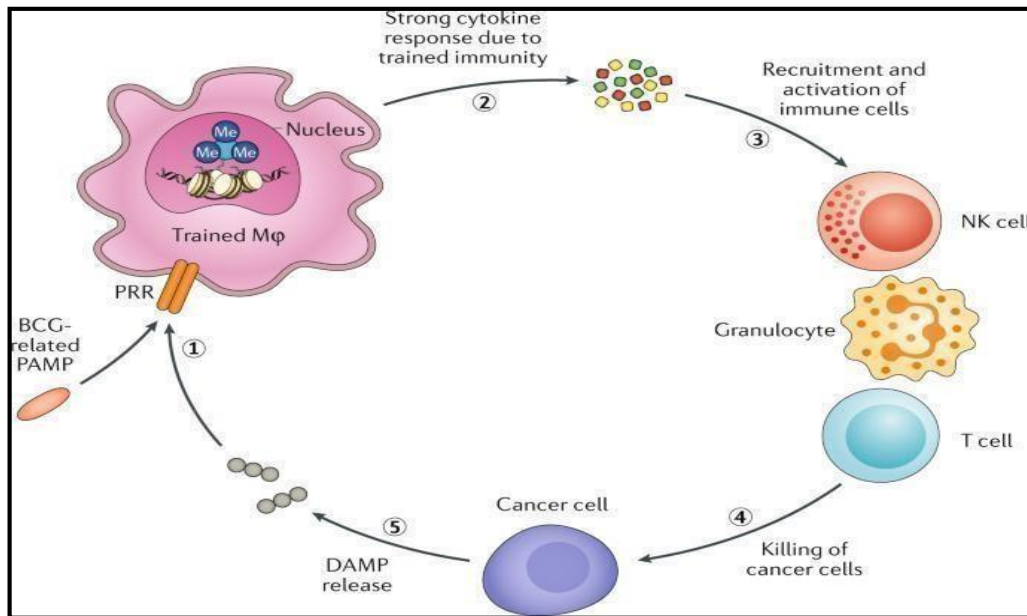 Strong cytokine
response due to
trained immunity
②
Recruitment and
activation of
immune cells
③
Nucleus
Me
Me
Me
Trained Mφ
PRR
BCG-
related
PAMP
①
NK cell
Granulocyte
T cell
④
Killing of
cancer cells
Cancer cell
⑤
DAMP
release